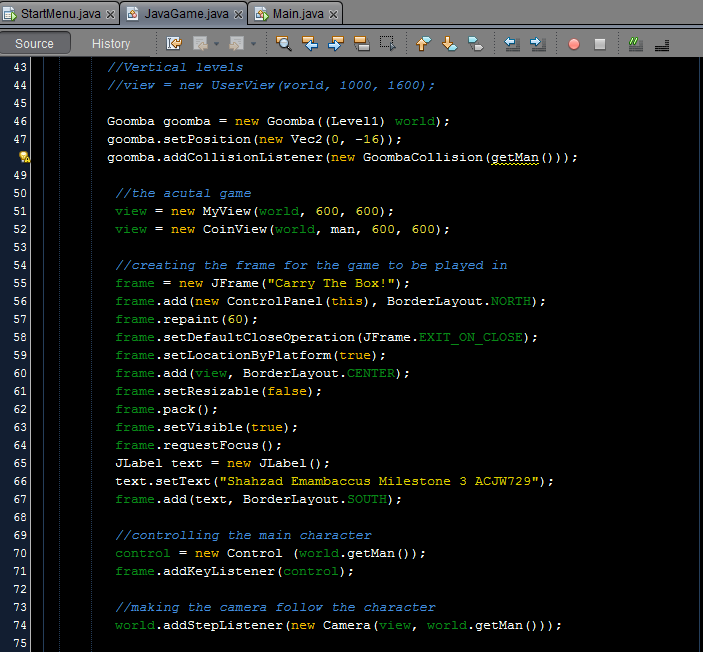 StartMenu.java JavaGame.java Main.java
Source History
43 //Vertical levels
44 //view = new UserView(world, 1000, 1600);
45
46 Goomba goomba = new Goomba((Level1) world);
47 goomba.setPosition(new Vec2(0, -16));
goomba.addCollisionListener(new GoombaCollision(getMan()));
49
50 //the acutal game
51 view = new MyView(world, 600, 600);
52 view = new CoinView(world, man, 600, 600);
53
54 //creating the frame for the game to be played in
55 frame = new JFrame("Carry The Box!");
56 frame.add(new ControlPanel(this), BorderLayout.NORTH);
57 frame.repaint(60);
58 frame.setDefaultCloseOperation(JFrame.EXIT_ON_CLOSE);
59 frame.setLocationByPlatform(true);
60 frame.add(view, BorderLayout.CENTER);
61 frame.setResizable(false);
62 frame.pack();
63 frame.setVisible(true);
64 frame.requestFocus();
65 JLabel text = new JLabel();
66 text.setText("Shahzad Emambaccus Milestone 3 ACJW729");
67 frame.add(text, BorderLayout.SOUTH);
68
69 //controlling the main character
70 control = new Control (world.getMan());
71 frame.addKeyListener(control);
72
73 //making the camera follow the character
74 world.addStepListener(new Camera(view, world.getMan()));
75